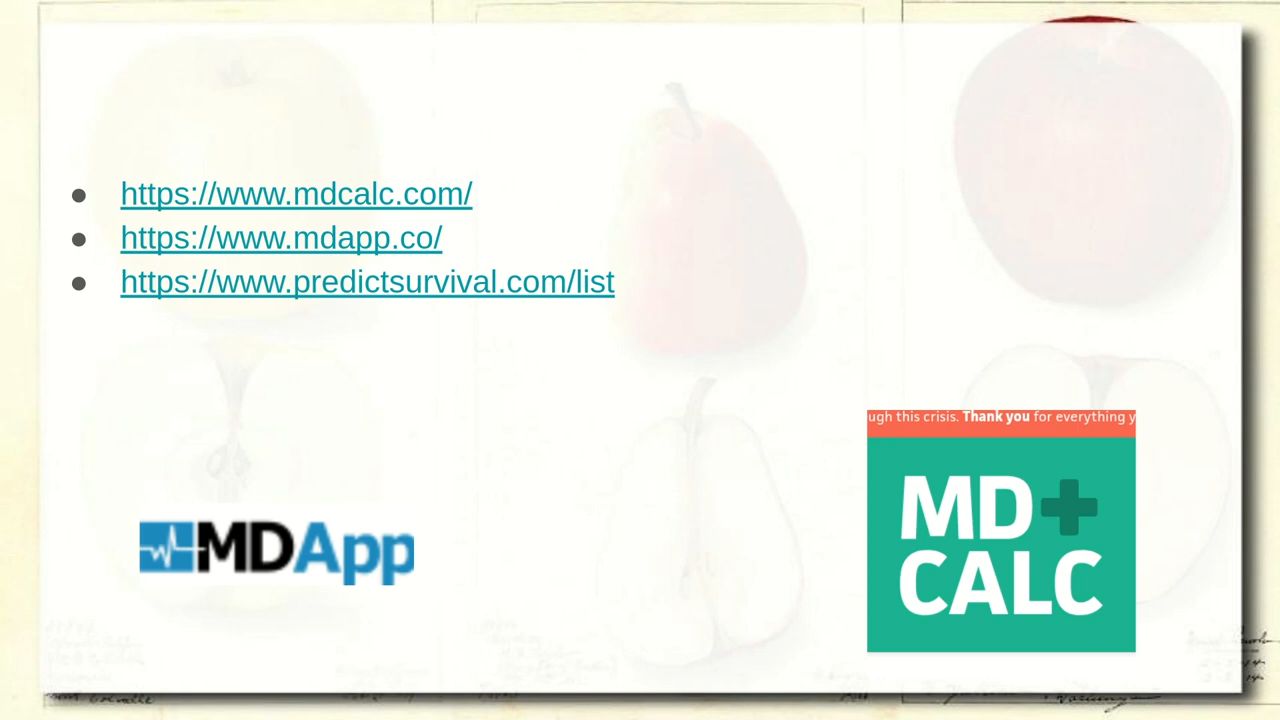 https://www.mdcalc.com/
https://www.mdapp.co/
https://www.predictsurvival.com/list
ugh this crisis. Thank you for everything y
MD
CALC
MDApp